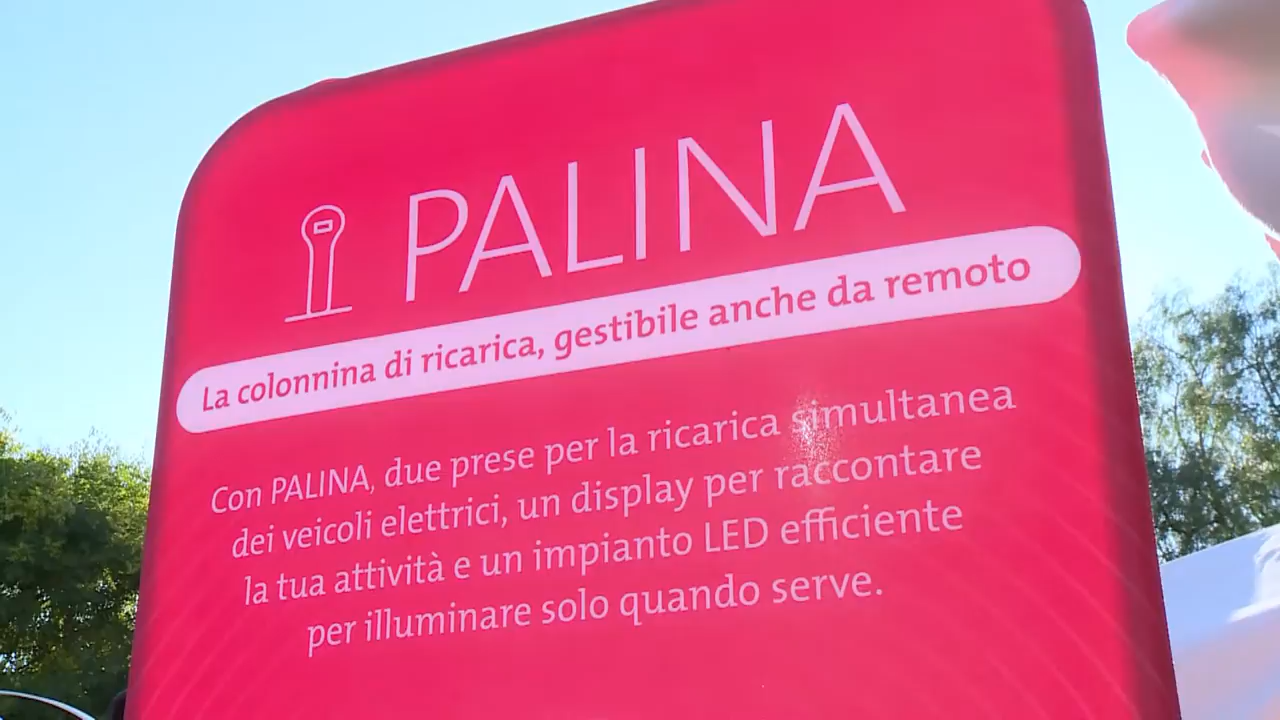 PALINA
La colonnina di ricarica, gestibile anche da remoto
Con PALINA, due prese per la ricarica simultanea
dei veicoli elettrici, un display per raccontare
la tua attività e un impianto LED efficiente
per illuminare solo quando serve.